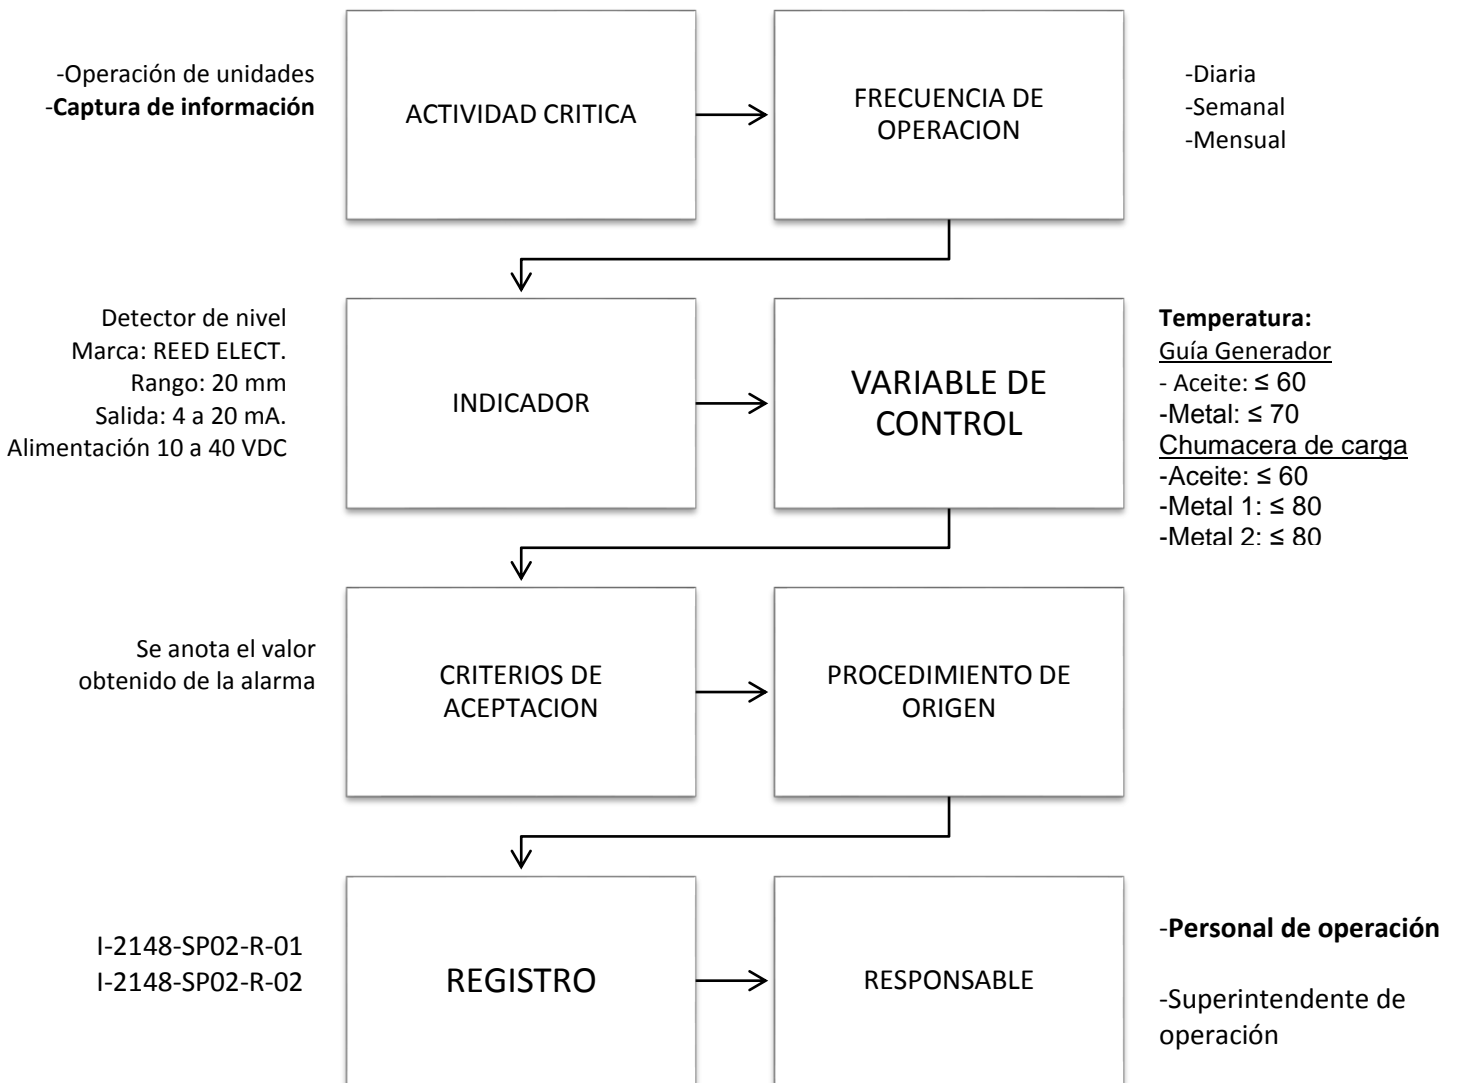 -Operación de unidades
-Captura de información
ACTIVIDAD CRITICA
FRECUENCIA DE
OPERACION
-Diaria
-Semanal
-Mensual
Detector de nivel
Marca: REED ELECT.
Rango: 20 mm
Salida: 4 a 20 mA.
Alimentación 10 a 40 VDC
INDICADOR
VARIABLE DE
CONTROL
Temperatura:
Guía Generador
- Aceite: ≤ 60
-Metal: ≤ 70
Chumacera de carga
-Aceite: ≤ 60
-Metal 1: ≤ 80
-Metal 2: ≤ 80
Se anota el valor
obtenido de la alarma
CRITERIOS DE
ACEPTACION
PROCEDIMIENTO DE
ORIGEN
I-2148-SP02-R-01
I-2148-SP02-R-02
REGISTRO
RESPONSABLE
-Personal de operación
-Superintendente de
operación